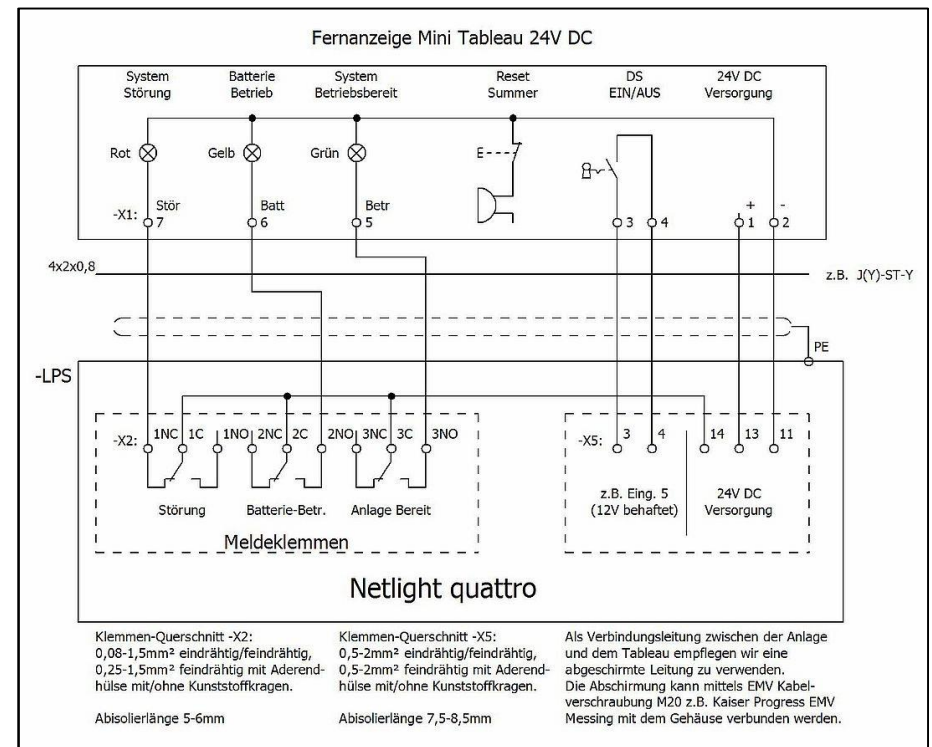 Fernanzeige Mini Tableau 24V DC
System Batterie System Reset DS 24V DC
Störung Betrieb Betriebsbereit Summer EIN/AUS Versorgung
Rot Gelb Grün E
Stör Batt Betr + -
-X1: 7 6 5 3 4 1 2
4x2x0,8
z.B. J(Y)-ST-Y
PE
-LPS
-X2: 1NC 1C 1NO 2NC 2C 2NO 3NC 3C 3NO -X5: 3 4 14 13 11
z.B. Eing. 5 24V DC
(12V behaftet) Versorgung
Störung Batterie-Betr. Anlage Bereit
Meldeklemmen
Netlight quattro
Klemmen-Querschnitt -X2:
0,08-1,5mm² eindrähtig/feindrähtig,
0,25-1,5mm² feindrähtig mit Aderend-
hülse mit/ohne Kunststoffkragen.
Abisolierlänge 5-6mm
Klemmen-Querschnitt -X5:
0,5-2mm² eindrähtig/feindrähtig,
0,5-2mm² feindrähtig mit Aderend-
hülse mit/ohne Kunststoffkragen.
Abisolierlänge 7,5-8,5mm
Als Verbindungsleitung zwischen der Anlage
und dem Tableau empflegen wir eine
abgeschirmte Leitung zu verwenden.
Die Abschirmung kann mittels EMV Kabel-
verschraubung M20 z.B. Kaiser Progress EMV
Messing mit dem Gehäuse verbunden werden.